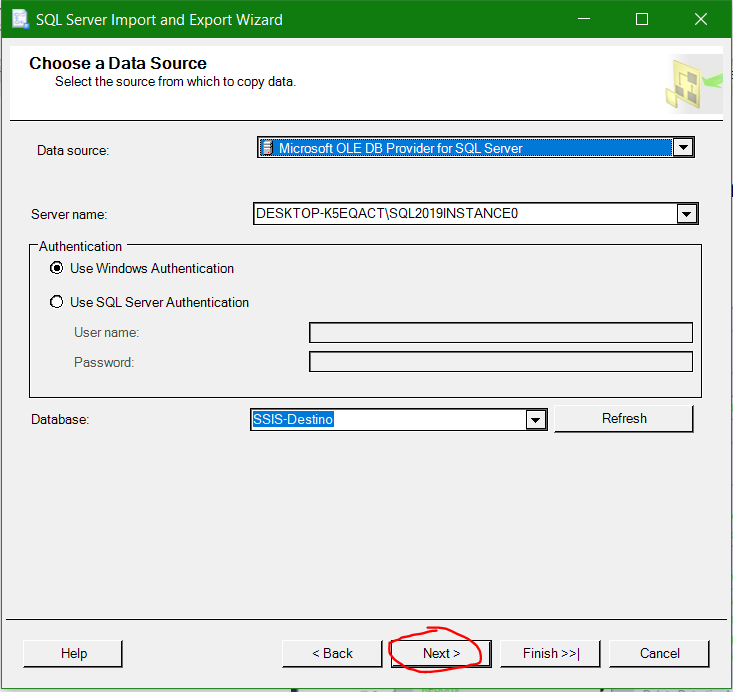 SQL Server Import and Export Wizard
Choose a Data Source
Select the source from which to copy data.
Data source:
Microsoft OLE DB Provider for SQL Server
Server name:
DESKTOP-K5EQACT\SQL2019INSTANCE0
Authentication
Use Windows Authentication
Use SQL Server Authentication
User name:
Password:
Database:
SSIS-Destino
Refresh
Help
< Back
Next >
Finish >>|
Cancel